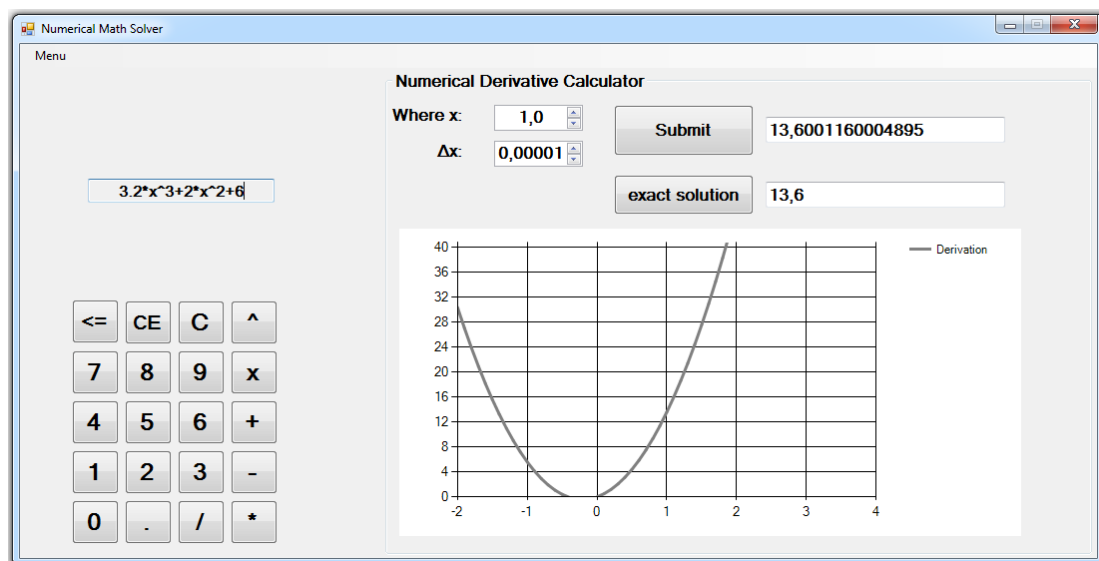 Numerical Math Solver
Menu
Numerical Derivative Calculator
Where x: 1,0 Submit 13,6001160004895
Δx: 0,00001
3.2*x^3+2*x^2+6
exact solution 13,6
40
36
32
28
24
20
16
12
8
4
0
-2 -1 0 1 2 3 4
Derivation
<= CE C ^
7 8 9 x
4 5 6 +
1 2 3 -
0 . / *